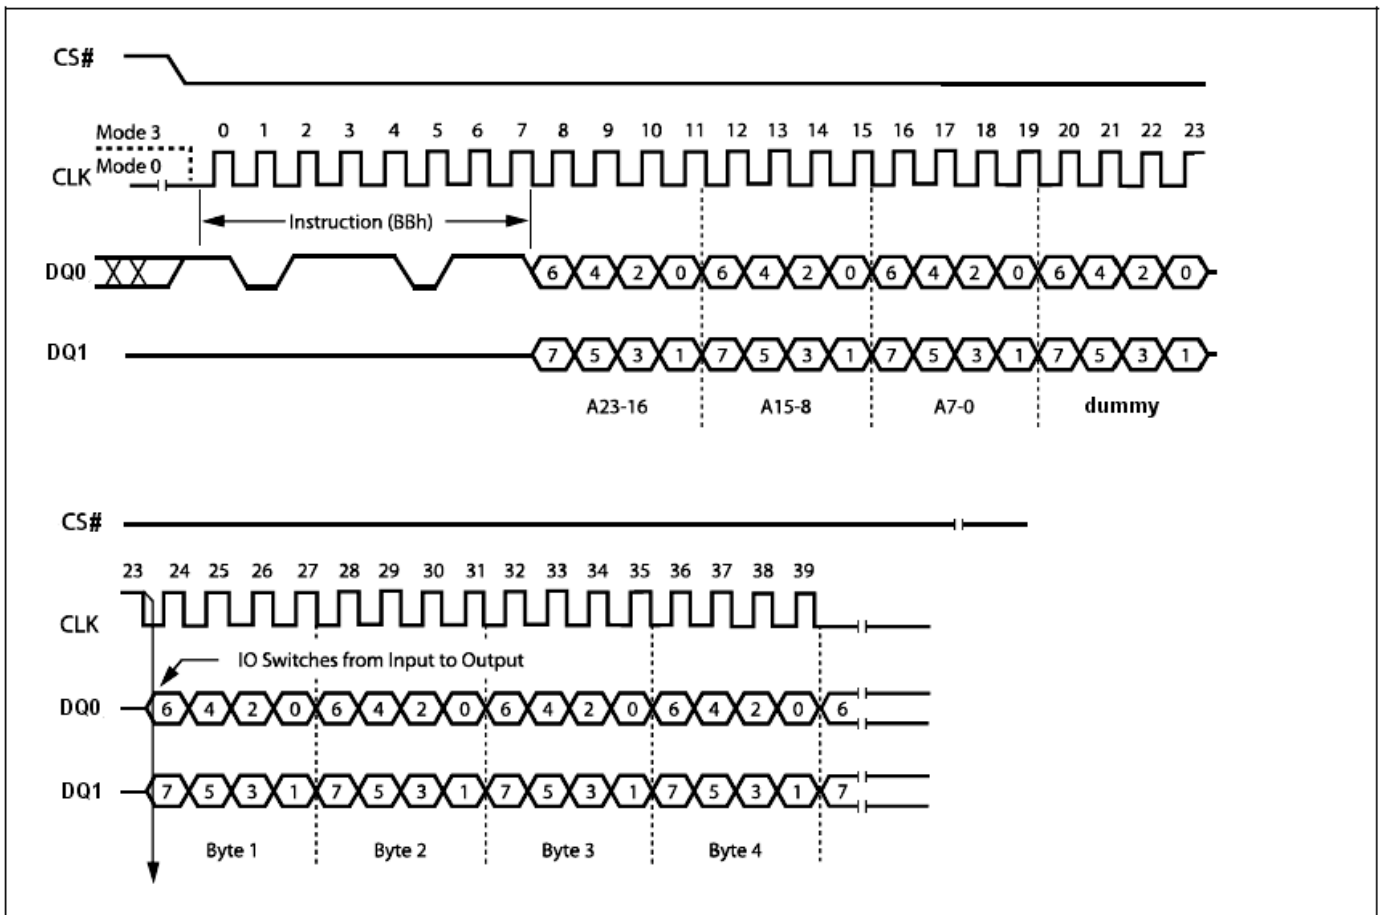 CS#
Mode 3
0 1 2 3 4 5 6 7 8 9 10 11 12 13 14 15 16 17 18 19 20 21 22 23
Mode 0
CLK
Instruction (BBh)
DQ0 6 4 2 0 6 4 2 0 6 4 2 0 6 4 2 0
DQ1 7 5 3 1 7 5 3 1 7 5 3 1 7 5 3 1
A23-16 A15-8 A7-0 dummy
CS#
23 24 25 26 27 28 29 30 31 32 33 34 35 36 37 38 39
CLK
IO Switches from Input to Output
DQ0 6 4 2 0 6 4 2 0 6 4 2 0 6 4 2 0 6
DQ1 7 5 3 1 7 5 3 1 7 5 3 1 7 5 3 1 7
Byte 1 Byte 2 Byte 3 Byte 4